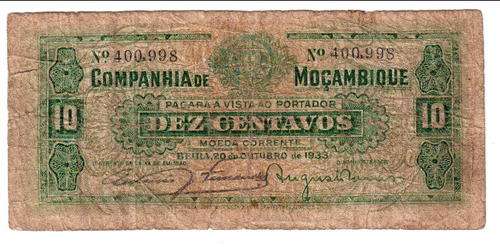 Nº 400.998 Nº 400.998
COMPANHIA DE MOÇAMBIQUE
PAGARÁ À VISTA AO PORTADOR
10 DEZ CENTAVOS 10
MOEDA CORRENTE
BEIRA, 20 de OUTUBRO de 1933